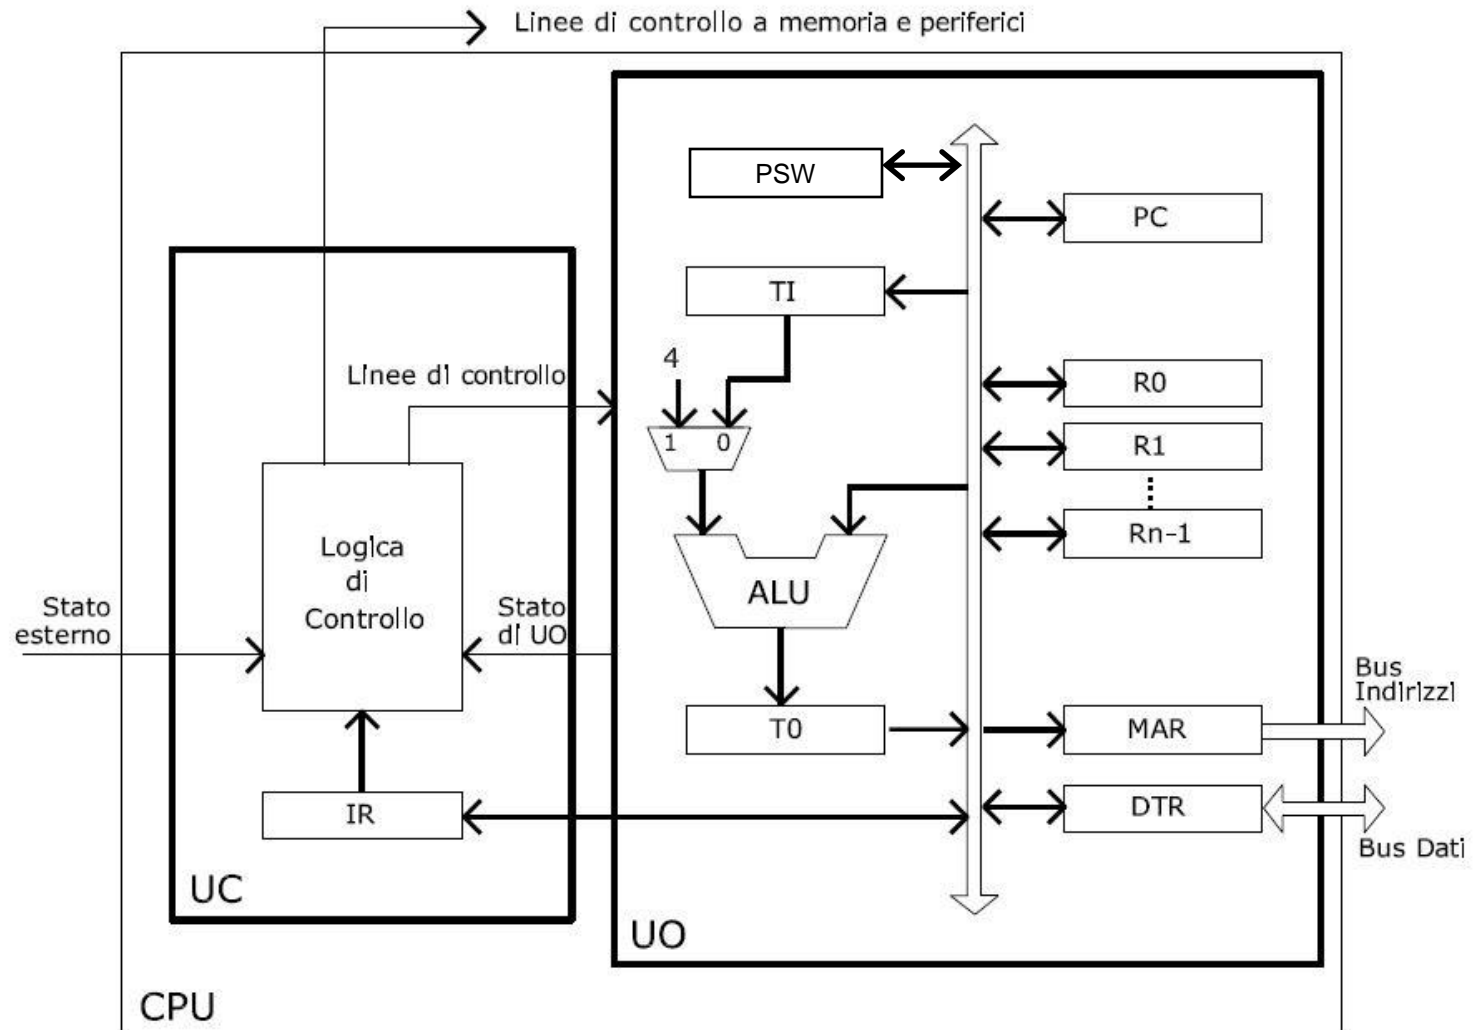 Linee di controllo a memoria e periferici
PSW
PC
TI
4
Linee di controllo
R0
1 0
R1
Rn-1
Logica
di
Controllo
ALU
Stato
esterno
Stato
di UO
Bus
Indirizzi
T0
MAR
IR
DTR
Bus Dati
UC
UO
CPU